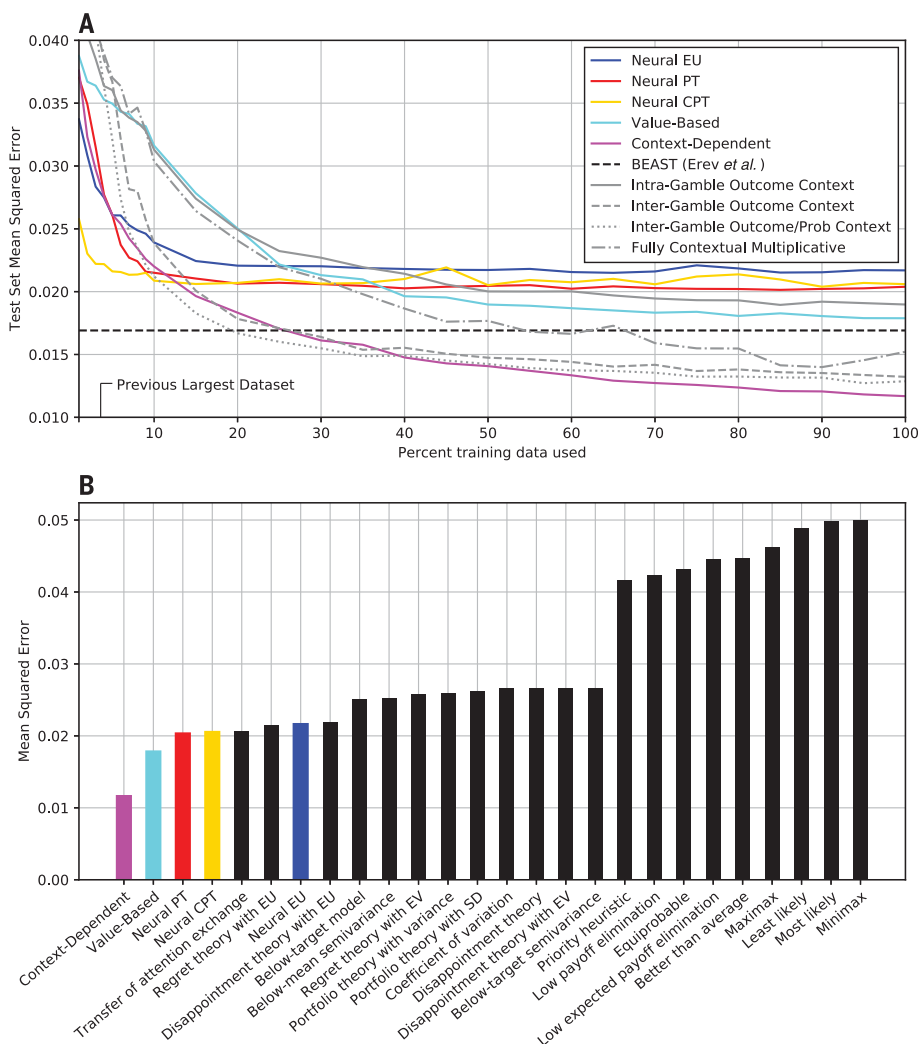 A
0.040
0.035
0.030
0.025
0.020
0.015
0.010
Test Set Mean Squared Error
Neural EU
Neural PT
Neural CPT
Value-Based
Context-Dependent
BEAST (Erev et al.)
Intra-Gamble Outcome Context
Inter-Gamble Outcome Context
Inter-Gamble Outcome/Prob Context
Fully Contextual Multiplicative
Previous Largest Dataset
10 20 30 40 50 60 70 80 90 100
Percent training data used
B
0.05
0.04
0.03
0.02
0.01
0.00
Mean Squared Error
Context-Dependent
Value-Based
Neural PT
Neural CPT
Transfer of attention exchange
Regret theory with EU
Neural EU
Disappointment theory with EU
Below-target model
Below-mean semivariance
Regret theory with EV
Portfolio theory with variance
Portfolio theory with SD
Coefficient of variation
Disappointment theory
Disappointment theory with EV
Below-target semivariance
Priority heuristic
Low payoff elimination
Equiprobable
Low expected payoff elimination
Better than average
Maximax
Least likely
Most likely
Minimax